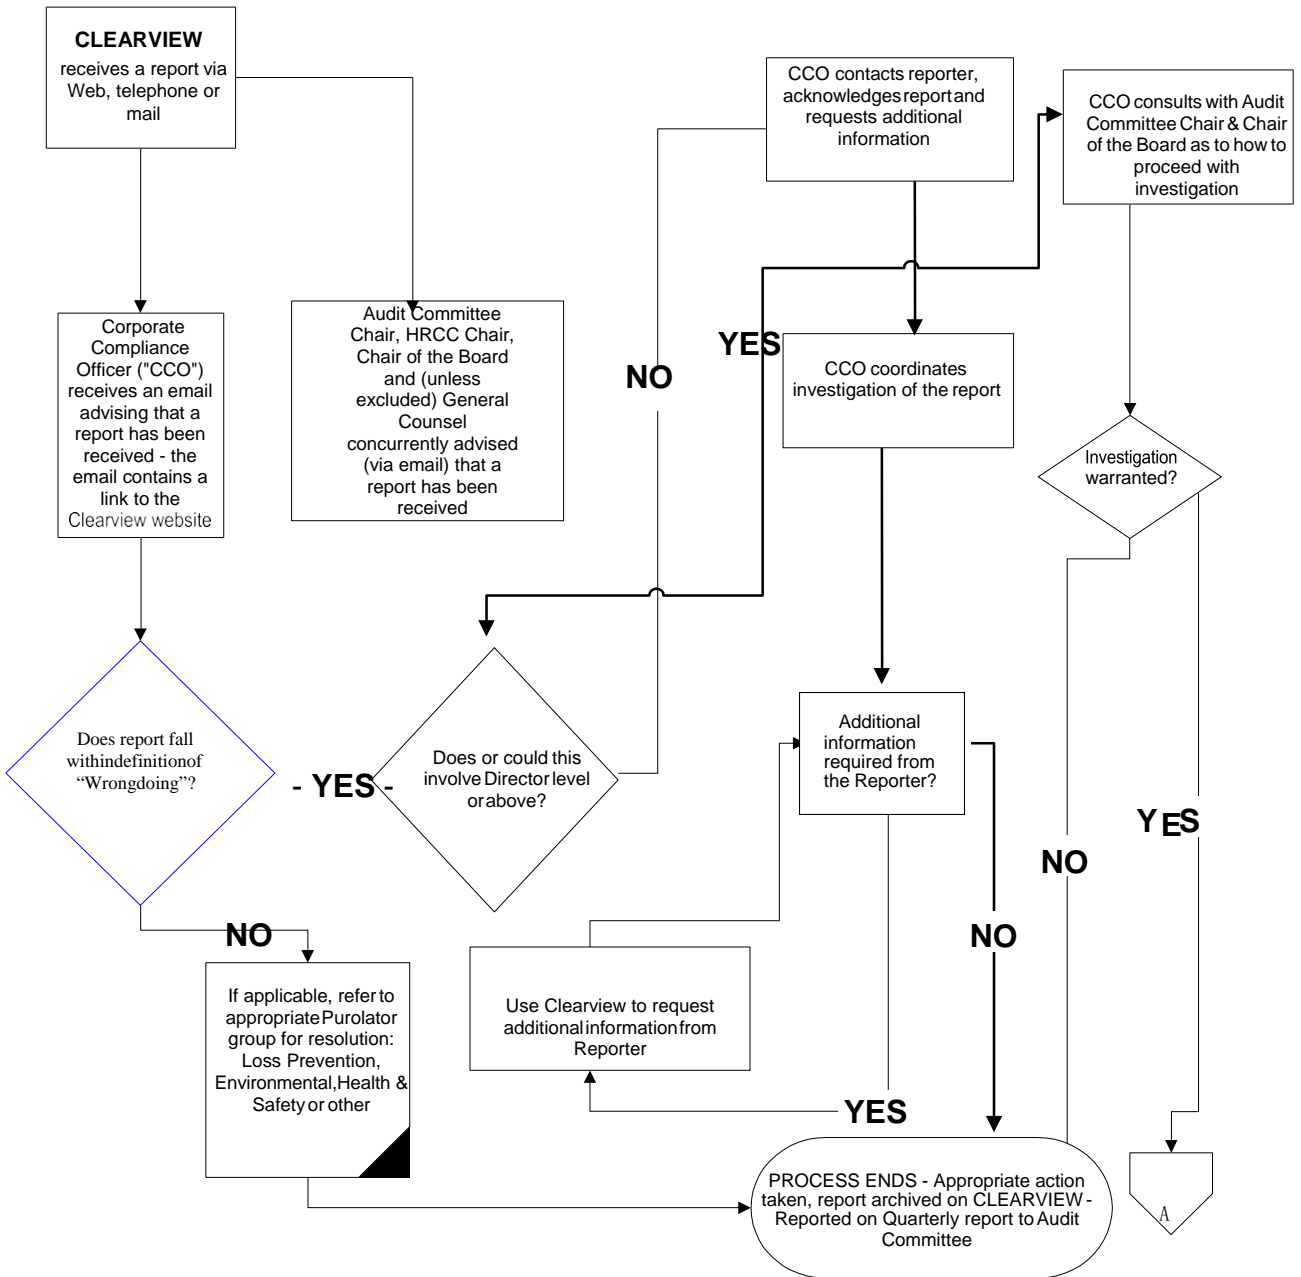 CLEARVIEW
receives a report via
Web, telephone or
mail
CCO contacts reporter,
acknowledges report and
requests additional
information
CCO consults with Audit
Committee Chair & Chair
of the Board as to how to
proceed with
investigation
Corporate
Compliance
Officer ("CCO")
receives an email
advising that a
report has been
received - the
email contains a
link to the
Clearview website
Audit Committee
Chair, HRCC Chair,
Chair of the Board
and (unless
excluded) General
Counsel
concurrently advised
(via email) that a
report has been
received
NO
YES
CCO coordinates
investigation of the report
Investigation
warranted?
Does report fall
withindefinitionof
“Wrongdoing”?
- YES -
Does or could this
involve Director level
or above?
Additional
information
required from
the Reporter?
YES
NO
NO
NO
If applicable, refer to
appropriate Purolator
group for resolution:
Loss Prevention,
Environmental, Health &
Safety or other
Use Clearview to request
additional information from
Reporter
YES
PROCESS ENDS - Appropriate action
taken, report archived on CLEARVIEW -
Reported on Quarterly report to Audit
Committee
A